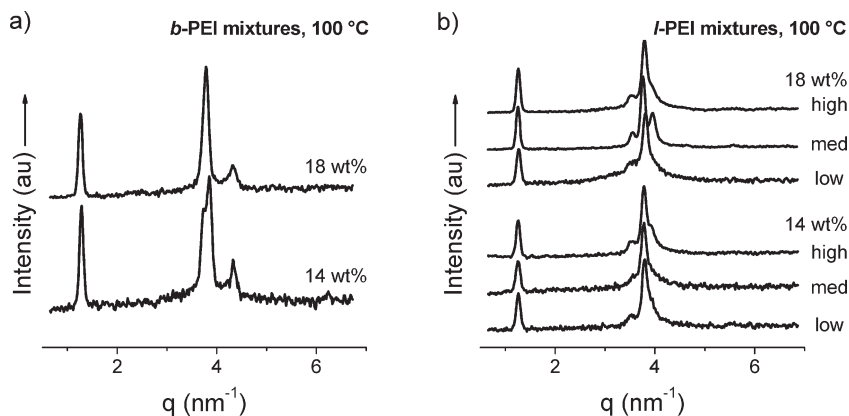 a)
b-PEI mixtures, 100 °C
Intensity (au)
18 wt%
14 wt%
2
4
6
q (nm⁻¹)
b)
l-PEI mixtures, 100 °C
Intensity (au)
18 wt%
high
med
low
14 wt%
high
med
low
2
4
6
q (nm⁻¹)